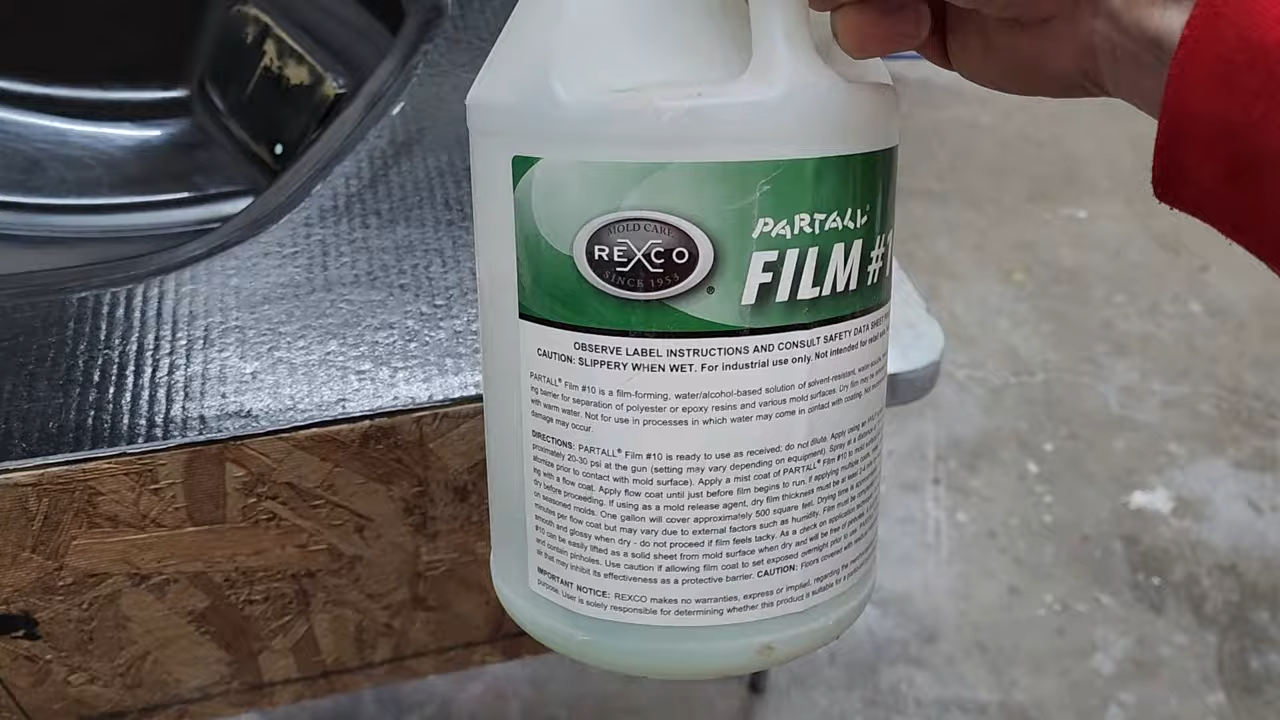 MOLD CARE
REXCO
SINCE 1953
®
PARTALL®
FILM #1
OBSERVE LABEL INSTRUCTIONS AND CONSULT SAFETY DATA SHEET
CAUTION: SLIPPERY WHEN WET. For industrial use only. Not intended for retail
PARTALL® Film #10 is a film-forming, water/alcohol-based solution of solvent-resistant,
ing barrier for separation of polyester or epoxy resins and various mold surfaces. Dry film may be
with warm water. Not for use in processes in which water may come in contact with coating.
damage may occur.
DIRECTIONS: PARTALL® Film #10 is ready to use as received; do not dilute. Apply using an
proximately 20-30 psi at the gun (setting may vary depending on equipment). Spray at a distance
atomize prior to contact with mold surface). Apply a mist coat of PARTALL® Film #10 to mold
ing with a flow coat. Apply flow coat until just before film begins to run. If applying multiple coats,
dry before proceeding. If using as a mold release agent, dry film thickness must be at least
on seasoned molds. One gallon will cover approximately 500 square feet. Drying time is
minutes per flow coat but may vary due to external factors such as humidity. Film must be
smooth and glossy when dry - do not proceed if film feels tacky. As a check on application
#10 can be easily lifted as a solid sheet from mold surface when dry and will be free of
and contain pinholes. Use caution if allowing film coat to set exposed overnight prior to use.
air that may inhibit its effectiveness as a protective barrier. CAUTION: Floors covered with
IMPORTANT NOTICE: REXCO makes no warranties, express or implied, regarding the
purpose. User is solely responsible for determining whether this product is suitable for a particular